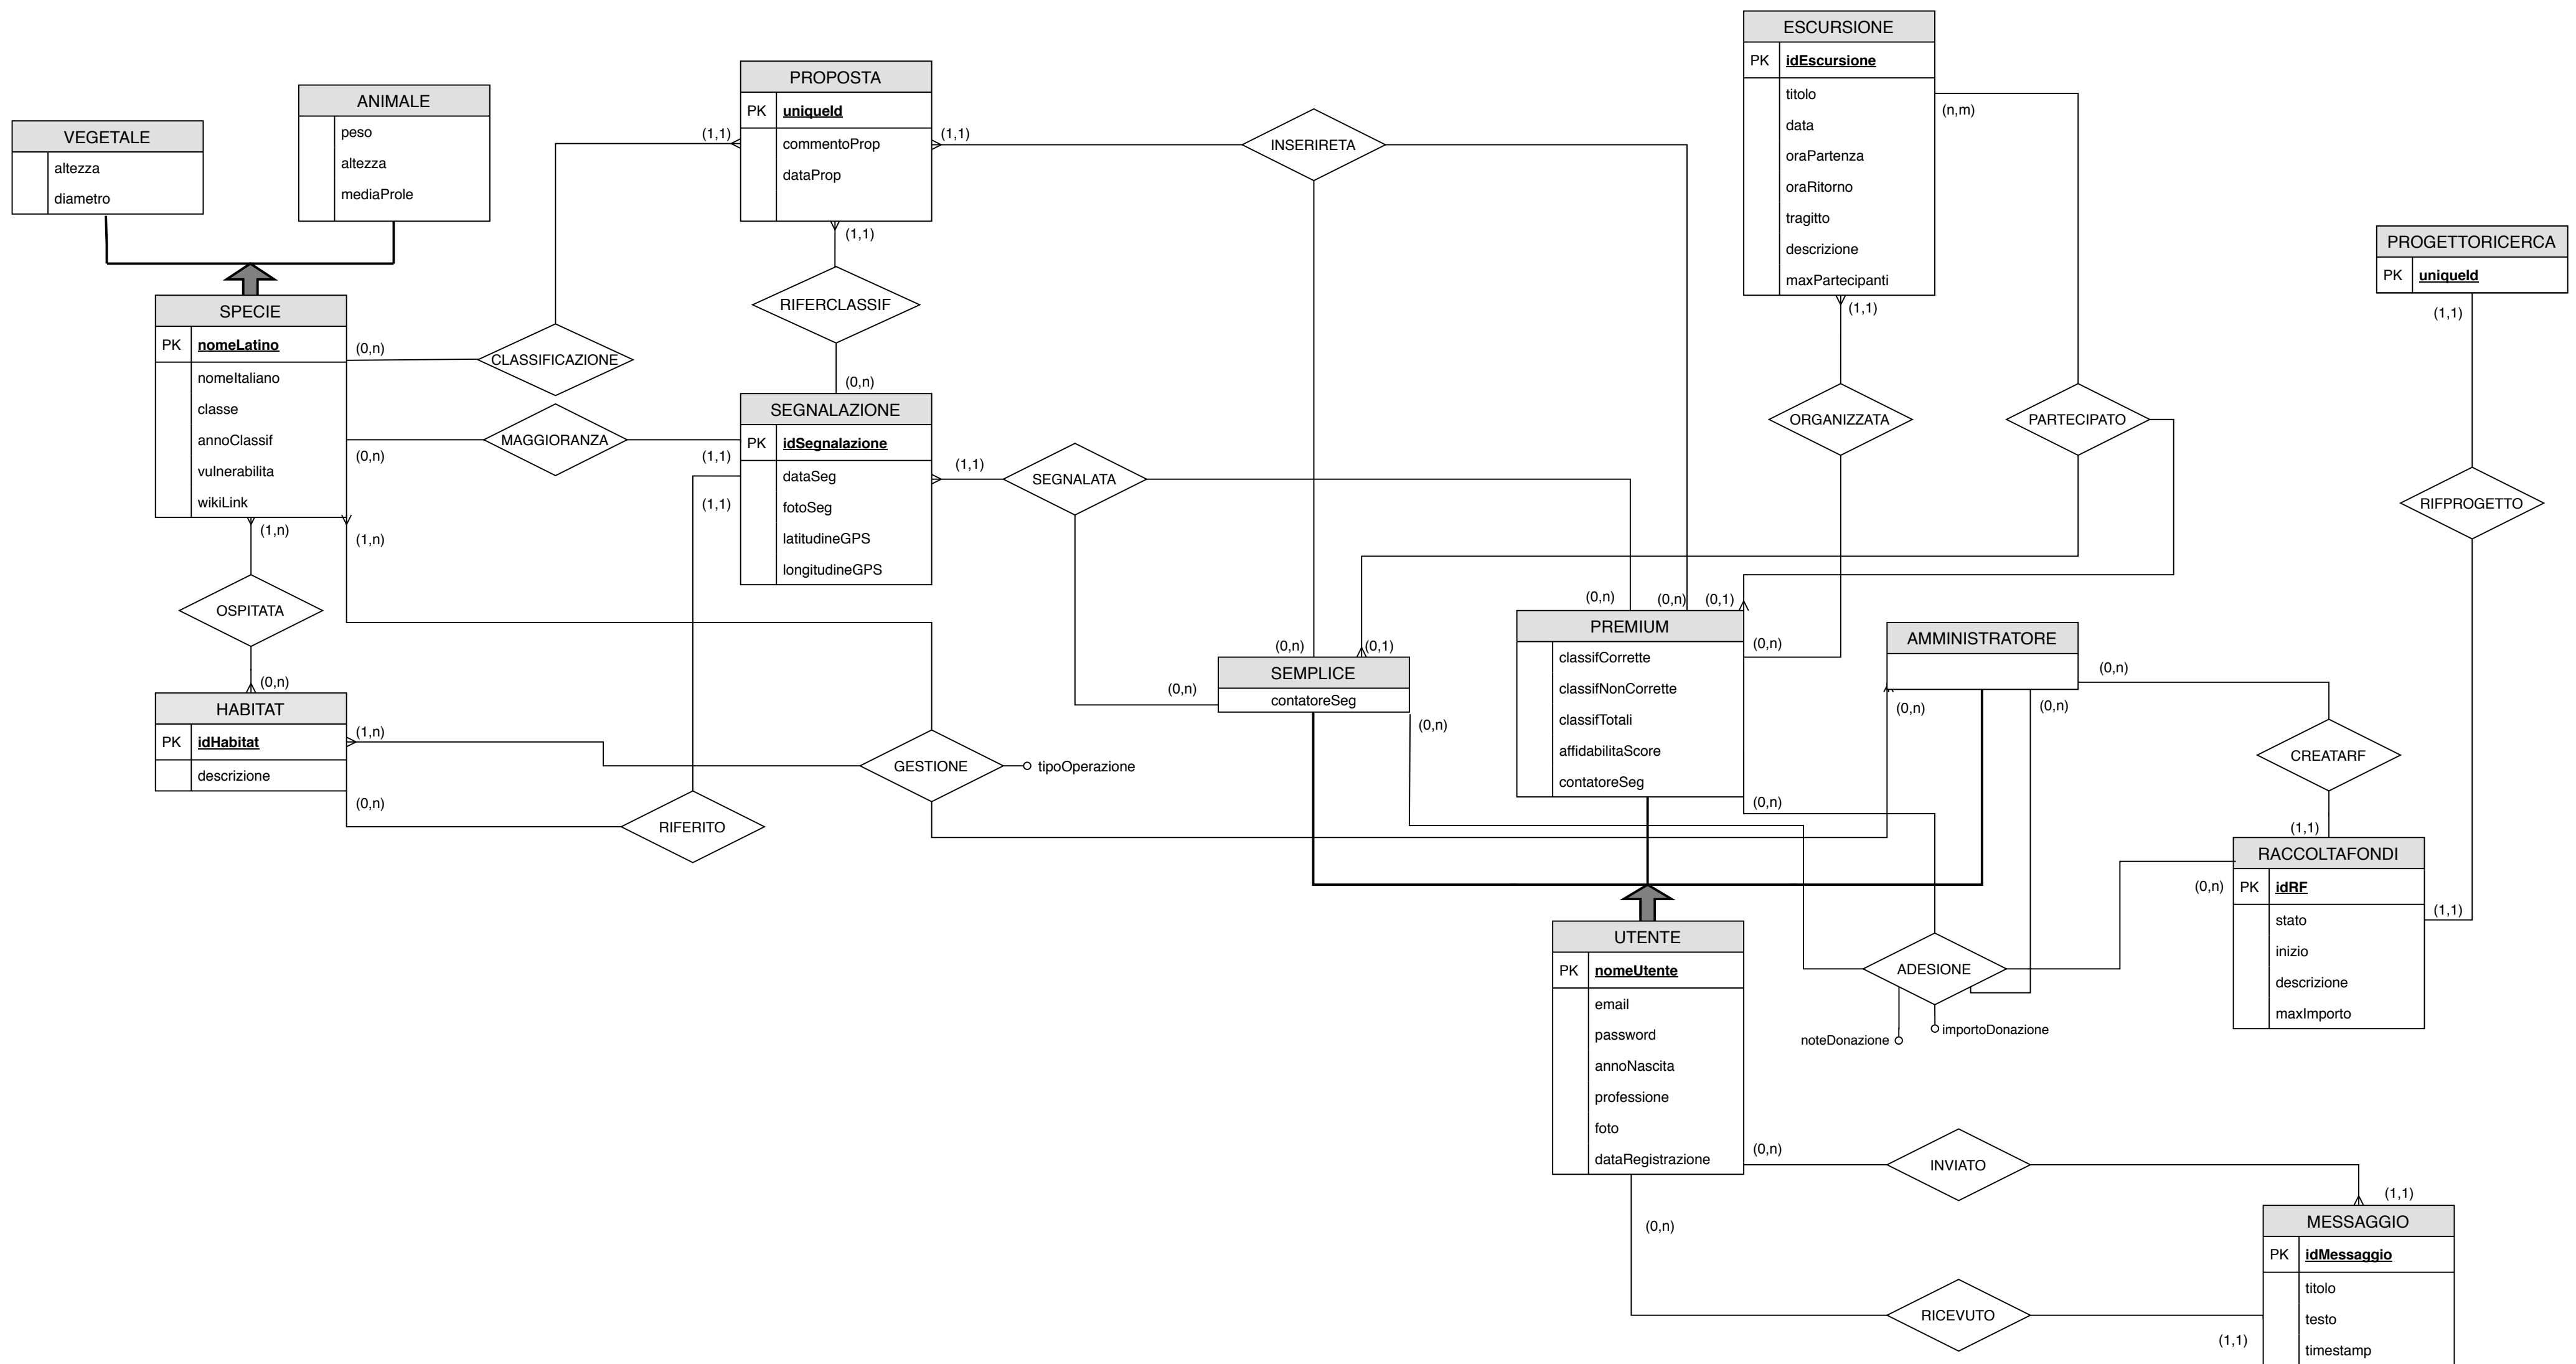 ESCURSIONE
PK idEscursione
titolo
data
oraPartenza
oraRitorno
tragitto
descrizione
maxPartecipanti
(n,m)
(1,1)
PROPOSTA
PK uniqueId
commentoProp
dataProp
(1,1)
(1,1)
(1,1)
INSERIRETA
ANIMALE
peso
altezza
mediaProle
VEGETALE
altezza
diametro
PROGETTORICERCA
PK uniqueId
(1,1)
RIFERCLASSIF
(0,n)
SPECIE
PK nomeLatino
nomeItaliano
classe
annoClassif
vulnerabilita
wikiLink
(0,n)
(0,n)
(1,n)
(1,n)
CLASSIFICAZIONE
MAGGIORANZA
(1,1)
(1,1)
SEGNALAZIONE
PK idSegnalazione
dataSeg
fotoSeg
latitudineGPS
longitudineGPS
(1,1)
SEGNALATA
ORGANIZZATA
PARTECIPATO
RIFPROGETTO
OSPITATA
(0,n)
HABITAT
PK idHabitat
descrizione
(1,n)
(0,n)
RIFERITO
GESTIONE
tipoOperazione
(0,n)
(0,n)
(0,1)
SEMPLICE
contatoreSeg
(0,n)
(0,n)
(0,n)
(0,n)
(0,1)
PREMIUM
classifCorrette
classifNonCorrette
classifTotali
affidabilitaScore
contatoreSeg
(0,n)
(0,n)
AMMINISTRATORE
(0,n)
(0,n)
(0,n)
CREATARF
(1,1)
RACCOLTAFONDI
PK idRF
stato
inizio
descrizione
maxImporto
(0,n)
(1,1)
UTENTE
PK nomeUtente
email
password
annoNascita
professione
foto
dataRegistrazione
ADESIONE
noteDonazione
importoDonazione
(0,n)
INVIATO
(1,1)
(0,n)
RICEVUTO
(1,1)
MESSAGGIO
PK idMessaggio
titolo
testo
timestamp